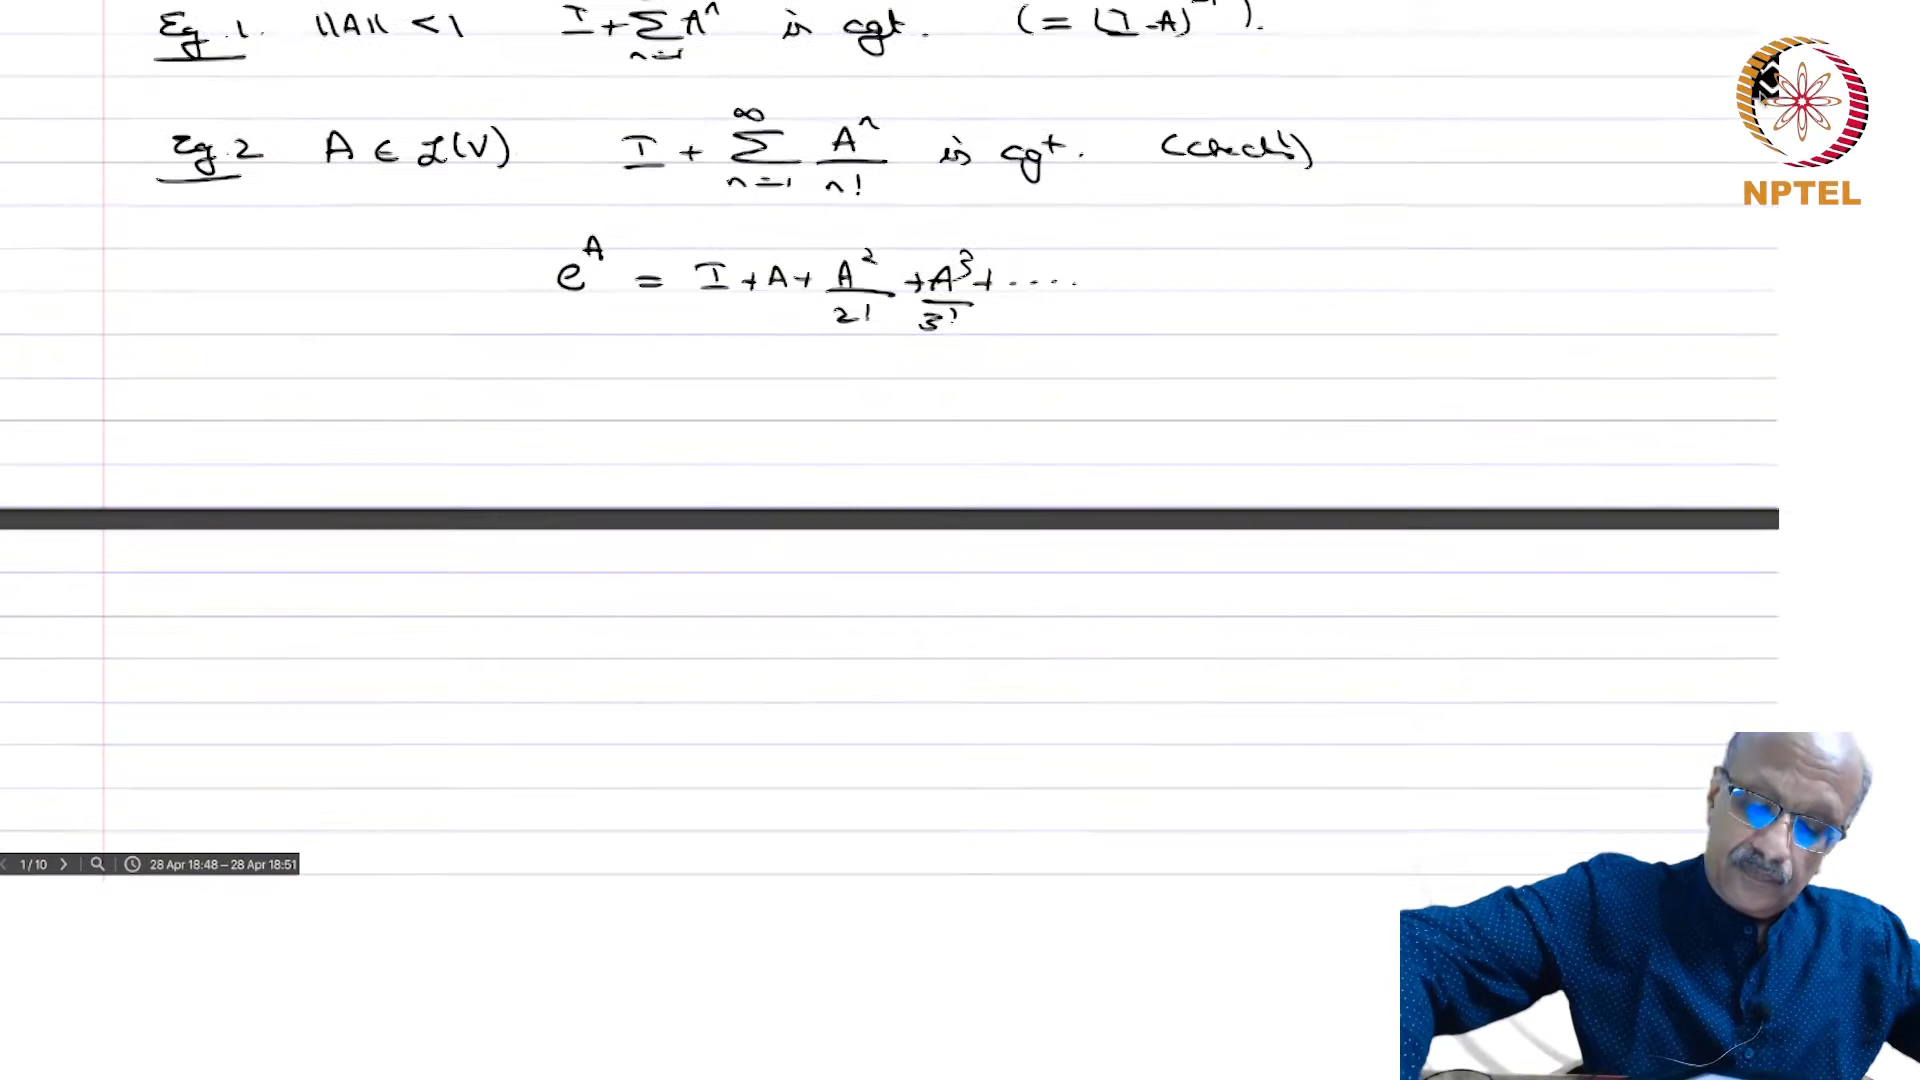 Eg.1. ||A|| < 1 I + Σ Aⁿ is cgt. (= (I-A)⁻¹).
n=1
Eg.2 A ∈ ℒ(V) I + Σ Aⁿ/n! is cgt. (check!)
∞
n=1
e^A = I + A + A²/2! + A³/3! + ....
NPTEL
1/10 28 Apr 18:48 – 28 Apr 18:51